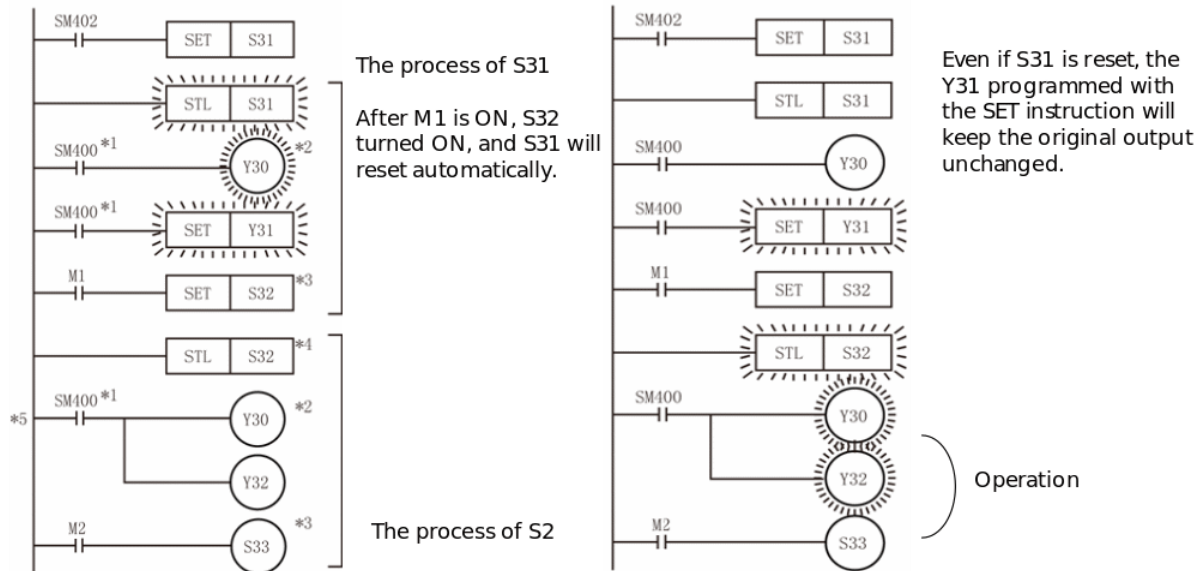 SM402
SET S31
STL S31
SM400 *1
Y30 *2
SM400 *1
SET Y31
M1
SET S32 *3
STL S32 *4
*5 SM400 *1
Y30 *2
Y32
M2
S33 *3
The process of S31
After M1 is ON, S32
turned ON, and S31 will
reset automatically.
The process of S2
SM402
SET S31
STL S31
SM400
Y30
SM400
SET Y31
M1
SET S32
STL S32
SM400
Y30
Y32
M2
S33
Even if S31 is reset, the
Y31 programmed with
the SET instruction will
keep the original output
unchanged.
Operation